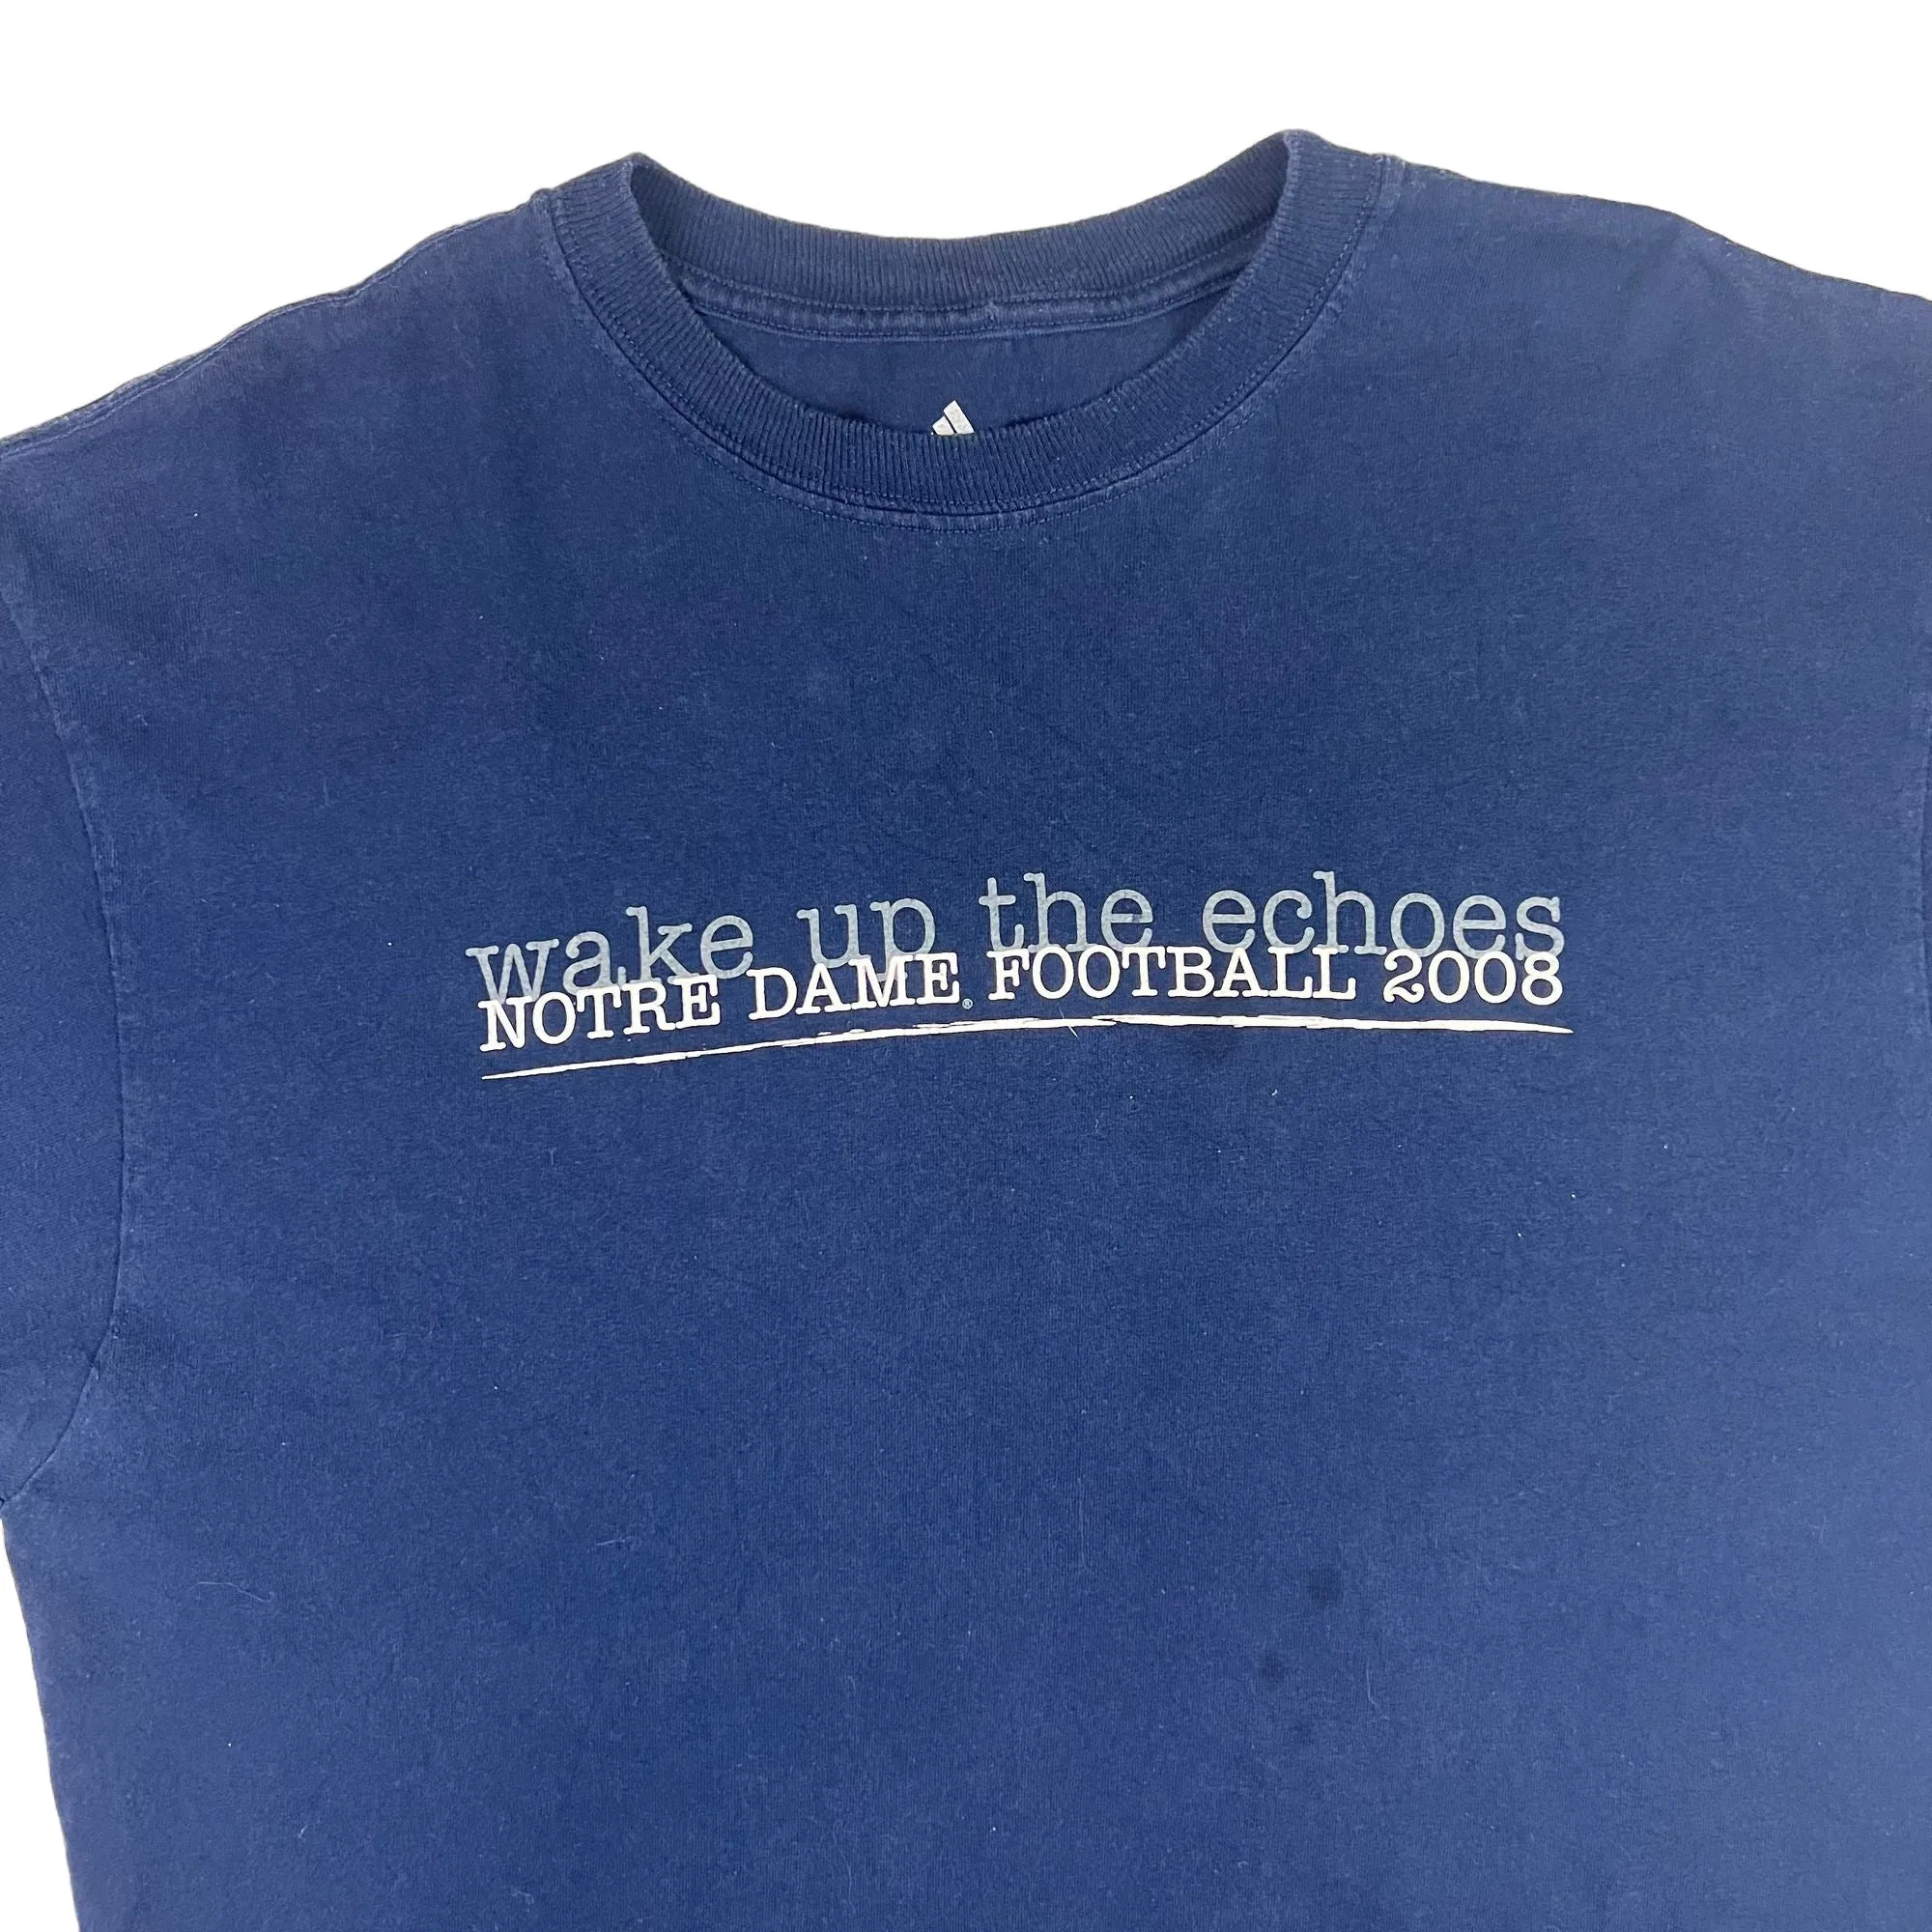 wake up the echoes
NOTRE DAME® FOOTBALL 2008